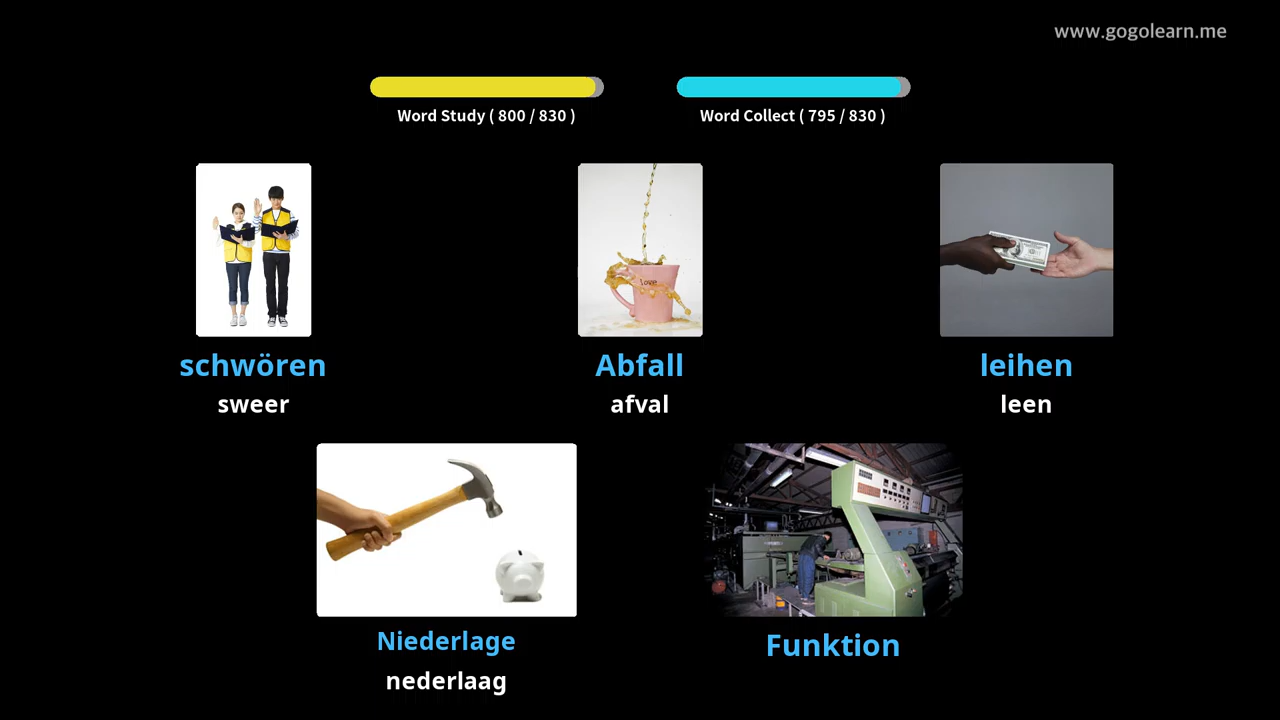 www.gogolearn.me
Word Study ( 800 / 830 )
Word Collect ( 795 / 830 )
love
schwören
Abfall
leihen
sweer
afval
leen
Niederlage
Funktion
nederlaag